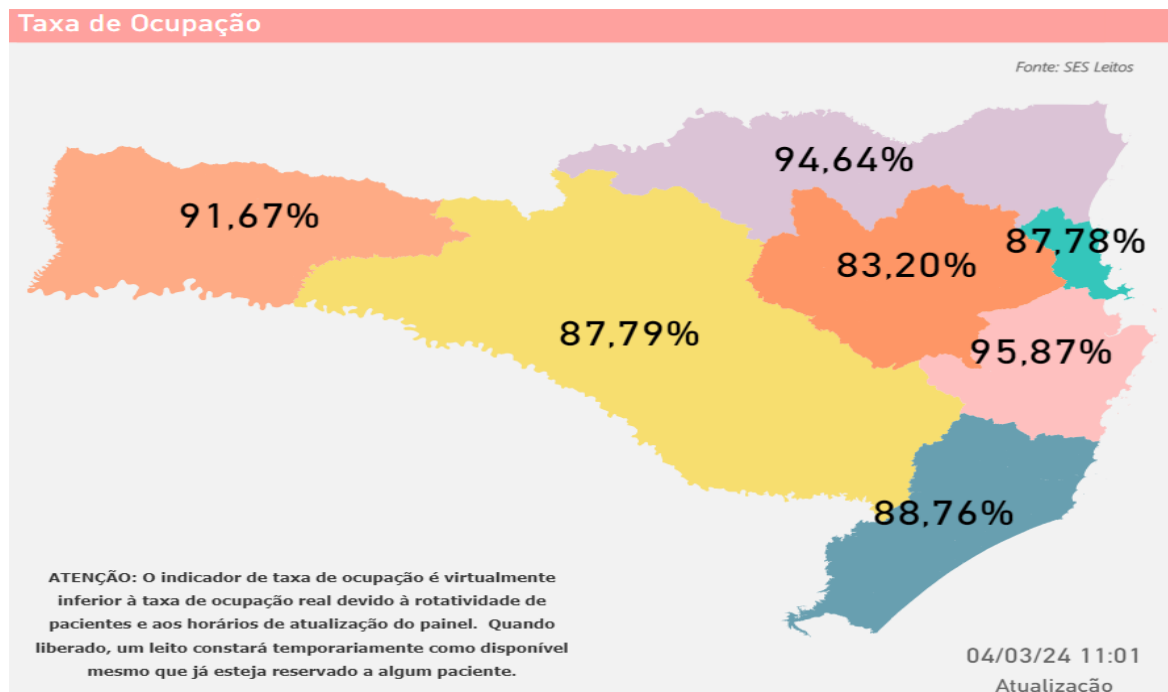 Taxa de Ocupação
Fonte: SES Leitos
94,64%
91,67%
87,78%
83,20%
87,79%
95,87%
88,76%
ATENÇÃO: O indicador de taxa de ocupação é virtualmente
inferior à taxa de ocupação real devido à rotatividade de
pacientes e aos horários de atualização do painel. Quando
liberado, um leito constará temporariamente como disponível
mesmo que já esteja reservado a algum paciente.
04/03/24 11:01
Atualização